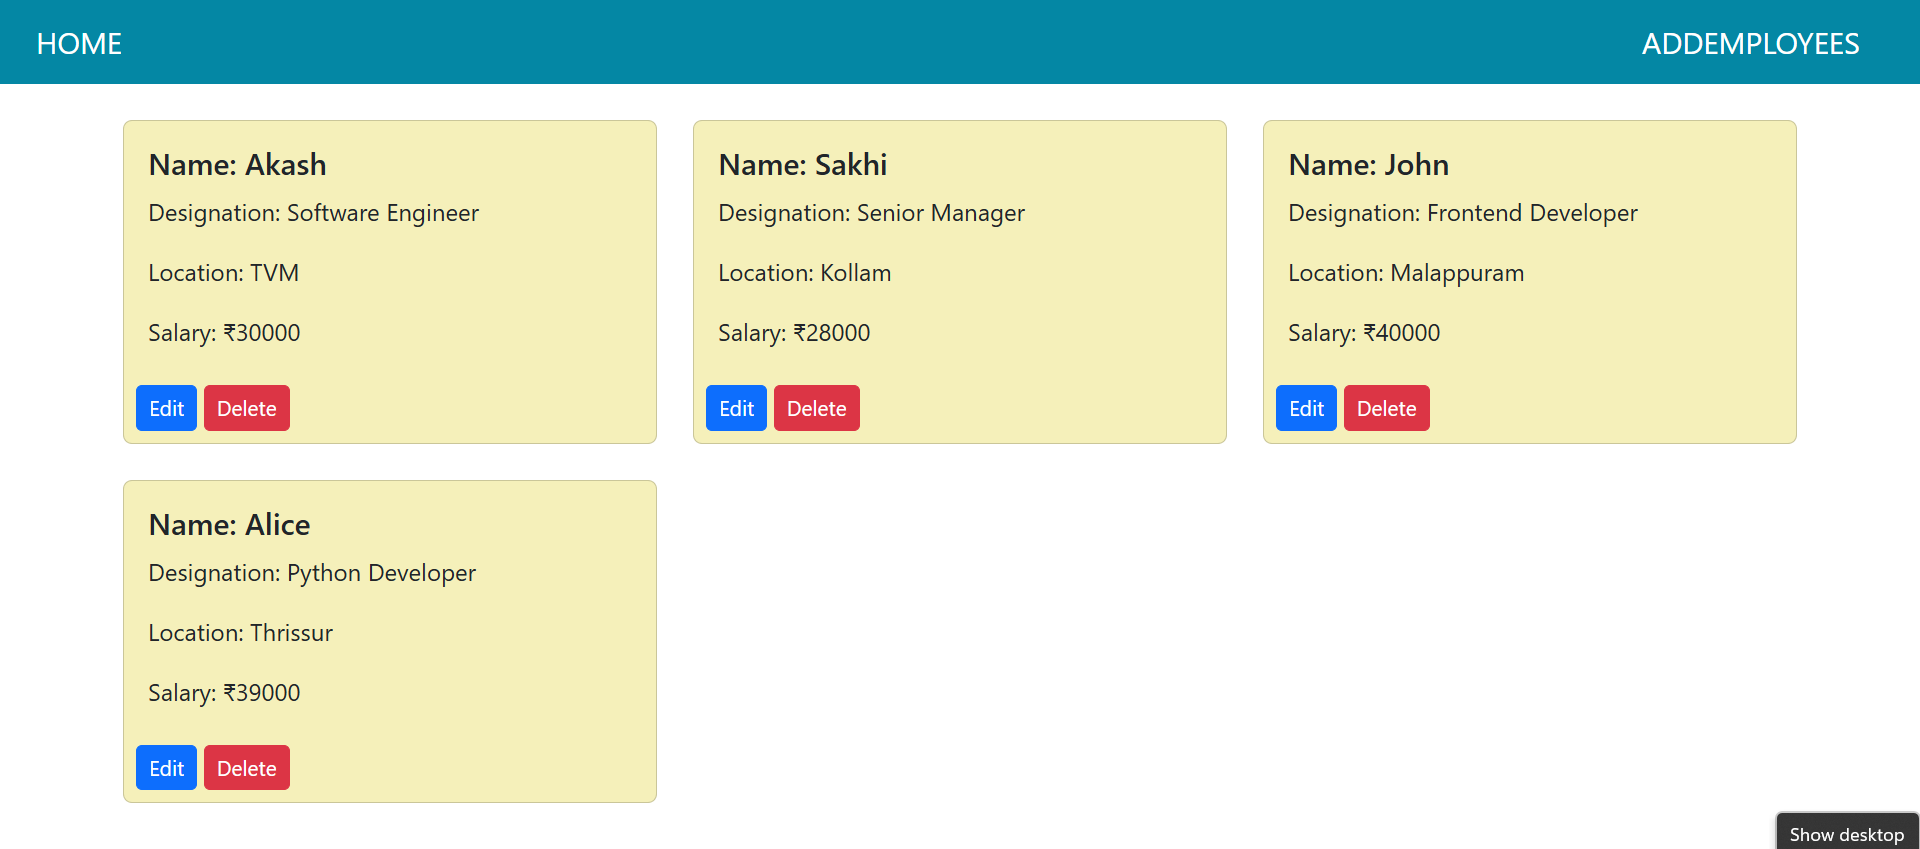 HOME ADDEMPLOYEES
Name: Akash
Designation: Software Engineer
Location: TVM
Salary: ₹30000
Edit Delete
Name: Sakhi
Designation: Senior Manager
Location: Kollam
Salary: ₹28000
Edit Delete
Name: John
Designation: Frontend Developer
Location: Malappuram
Salary: ₹40000
Edit Delete
Name: Alice
Designation: Python Developer
Location: Thrissur
Salary: ₹39000
Edit Delete
Show desktop